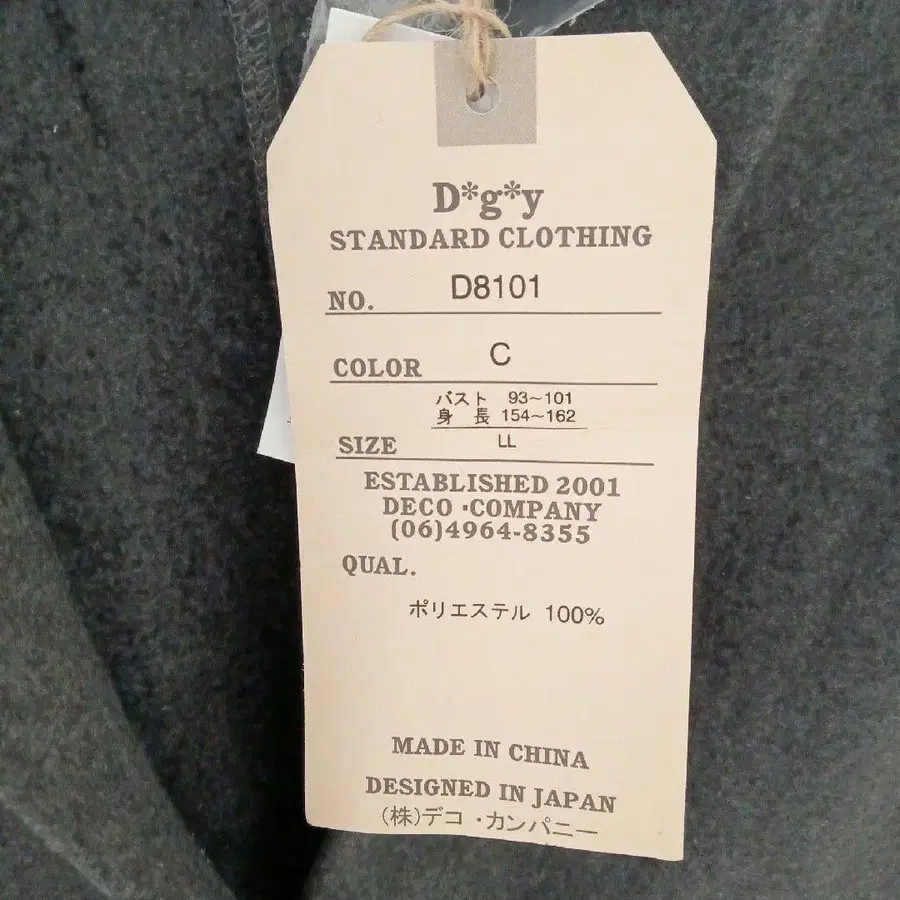 D*g*y
STANDARD CLOTHING
NO. D8101
COLOR C
バスト 93~101
身 長 154~162
SIZE LL
ESTABLISHED 2001
DECO・COMPANY
(06)4964-8355
QUAL.
ポリエステル 100%
MADE IN CHINA
DESIGNED IN JAPAN
(株)デコ・カンパニー